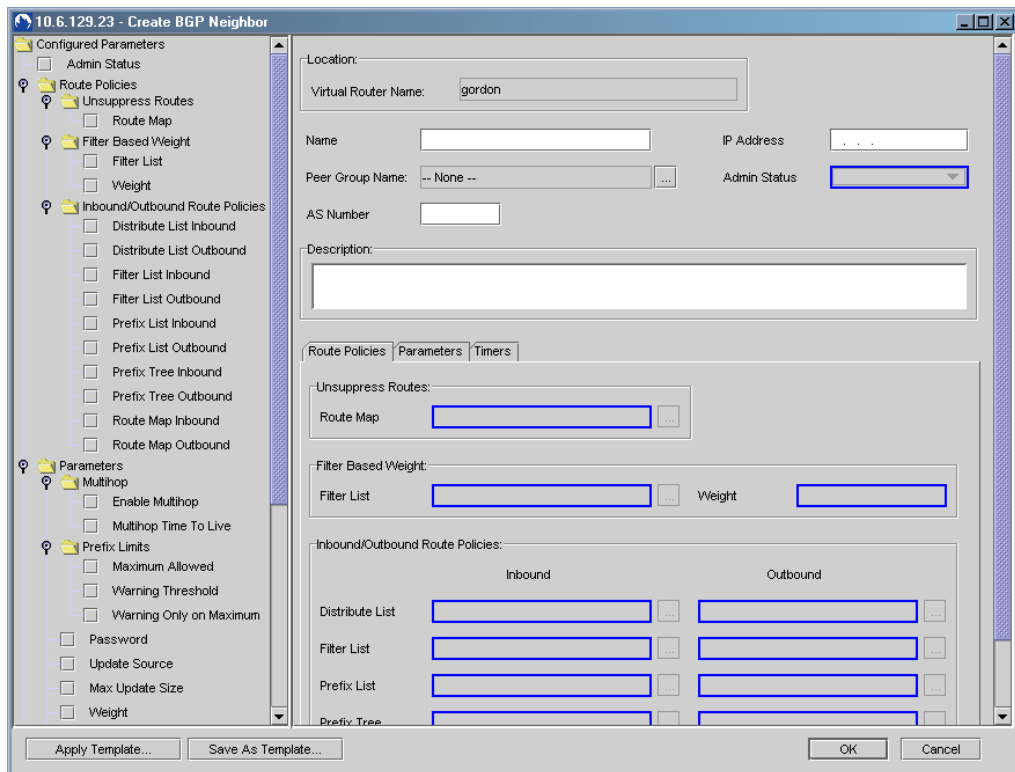 10.6.129.23 - Create BGP Neighbor
Configured Parameters
Admin Status
Route Policies
Unsuppress Routes
Route Map
Filter Based Weight
Filter List
Weight
Inbound/Outbound Route Policies
Distribute List Inbound
Distribute List Outbound
Filter List Inbound
Filter List Outbound
Prefix List Inbound
Prefix List Outbound
Prefix Tree Inbound
Prefix Tree Outbound
Route Map Inbound
Route Map Outbound
Parameters
Multihop
Enable Multihop
Multihop Time To Live
Prefix Limits
Maximum Allowed
Warning Threshold
Warning Only on Maximum
Password
Update Source
Max Update Size
Weight
Location:
Virtual Router Name: gordon
Name IP Address . . .
Peer Group Name: -- None -- ... Admin Status
AS Number
Description:
Route Policies Parameters Timers
Unsuppress Routes:
Route Map ...
Filter Based Weight:
Filter List ... Weight
Inbound/Outbound Route Policies:
Inbound Outbound
Distribute List ... ...
Filter List ... ...
Prefix List ... ...
Prefix Tree ... ...
Apply Template... Save As Template... OK Cancel